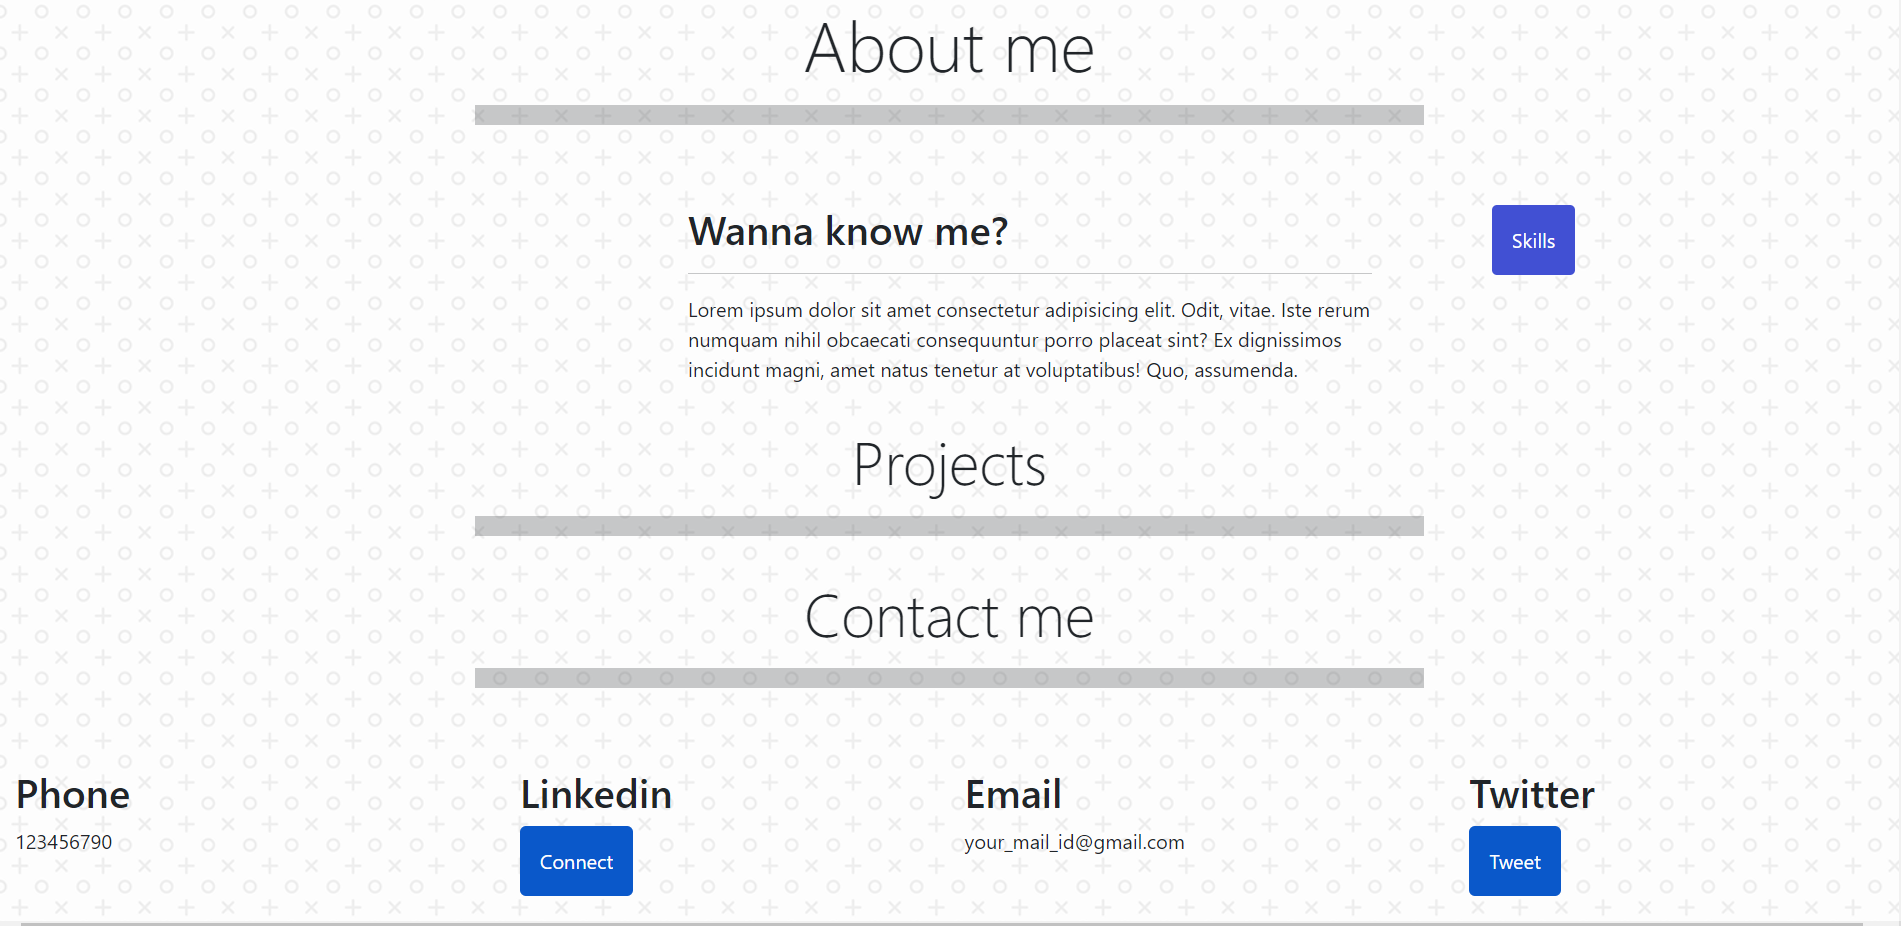 About me
Wanna know me?
Skills
Lorem ipsum dolor sit amet consectetur adipisicing elit. Odit, vitae. Iste rerum
numquam nihil obcaecati consequuntur porro placeat sint? Ex dignissimos
incidunt magni, amet natus tenetur at voluptatibus! Quo, assumenda.
Projects
Contact me
Phone
123456790
Linkedin
Connect
Email
your_mail_id@gmail.com
Twitter
Tweet